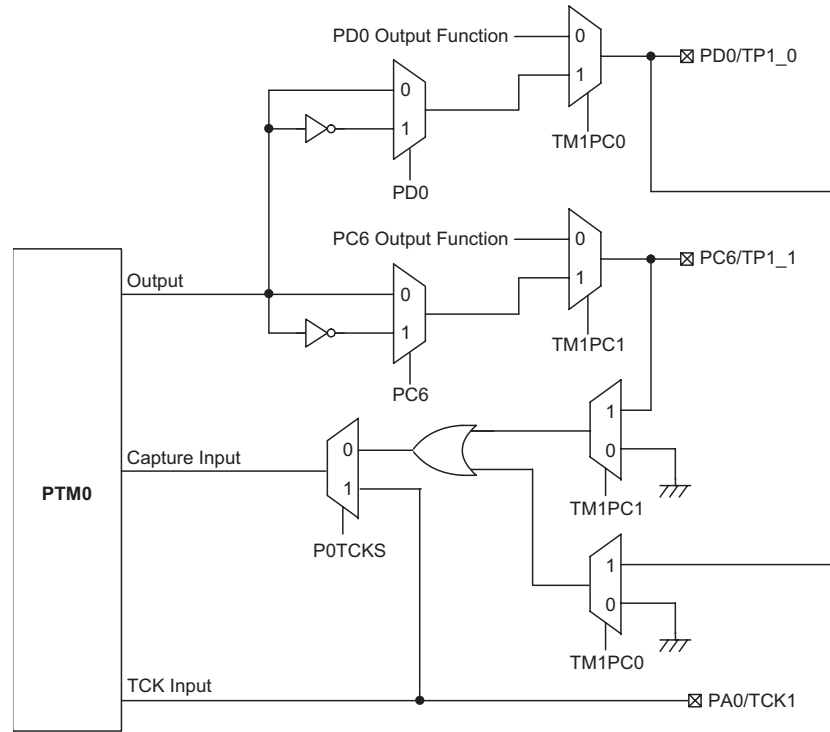 PD0 Output Function
0
1
TM1PC0
PD0/TP1_0
0
1
PD0
PC6 Output Function
0
1
TM1PC1
PC6/TP1_1
Output
0
1
PC6
1
0
TM1PC1
Capture Input
0
1
P0TCKS
PTM0
1
0
TM1PC0
TCK Input
PA0/TCK1